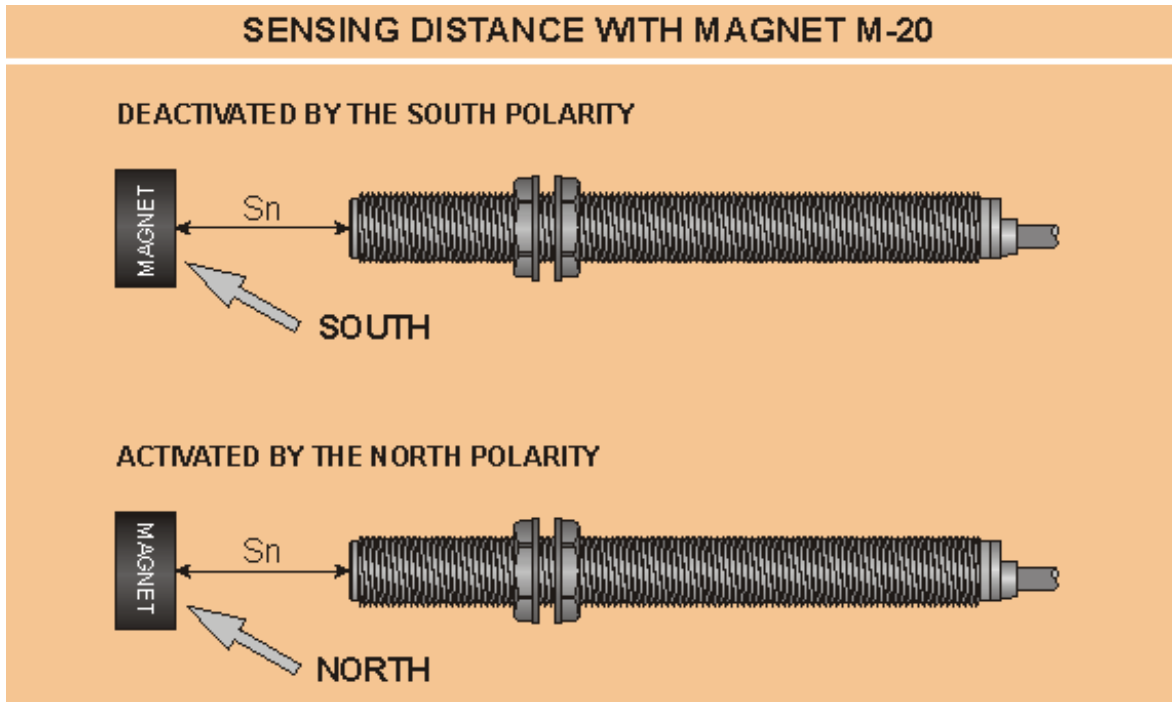 SENSING DISTANCE WITH MAGNET M-20
DEACTIVATED BY THE SOUTH POLARITY
MAGNET
Sn
SOUTH
ACTIVATED BY THE NORTH POLARITY
MAGNET
Sn
NORTH